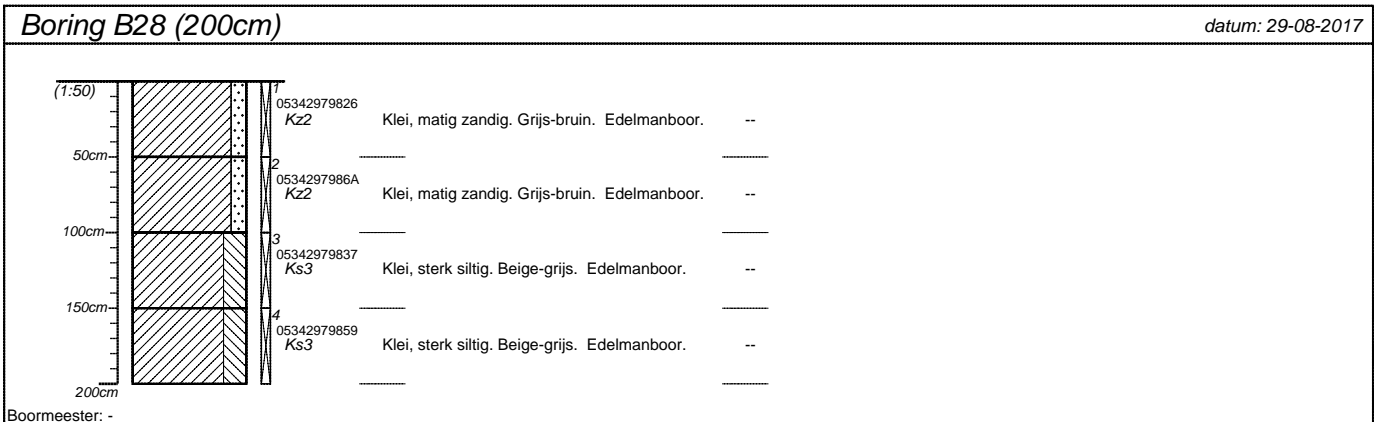 Boring B28 (200cm) datum: 29-08-2017
(1:50)
1
05342979826
Kz2 Klei, matig zandig. Grijs-bruin. Edelmanboor. --
50cm
2
0534297986A
Kz2 Klei, matig zandig. Grijs-bruin. Edelmanboor. --
100cm
3
05342979837
Ks3 Klei, sterk siltig. Beige-grijs. Edelmanboor. --
150cm
4
05342979859
Ks3 Klei, sterk siltig. Beige-grijs. Edelmanboor. --
200cm
Boormeester: -